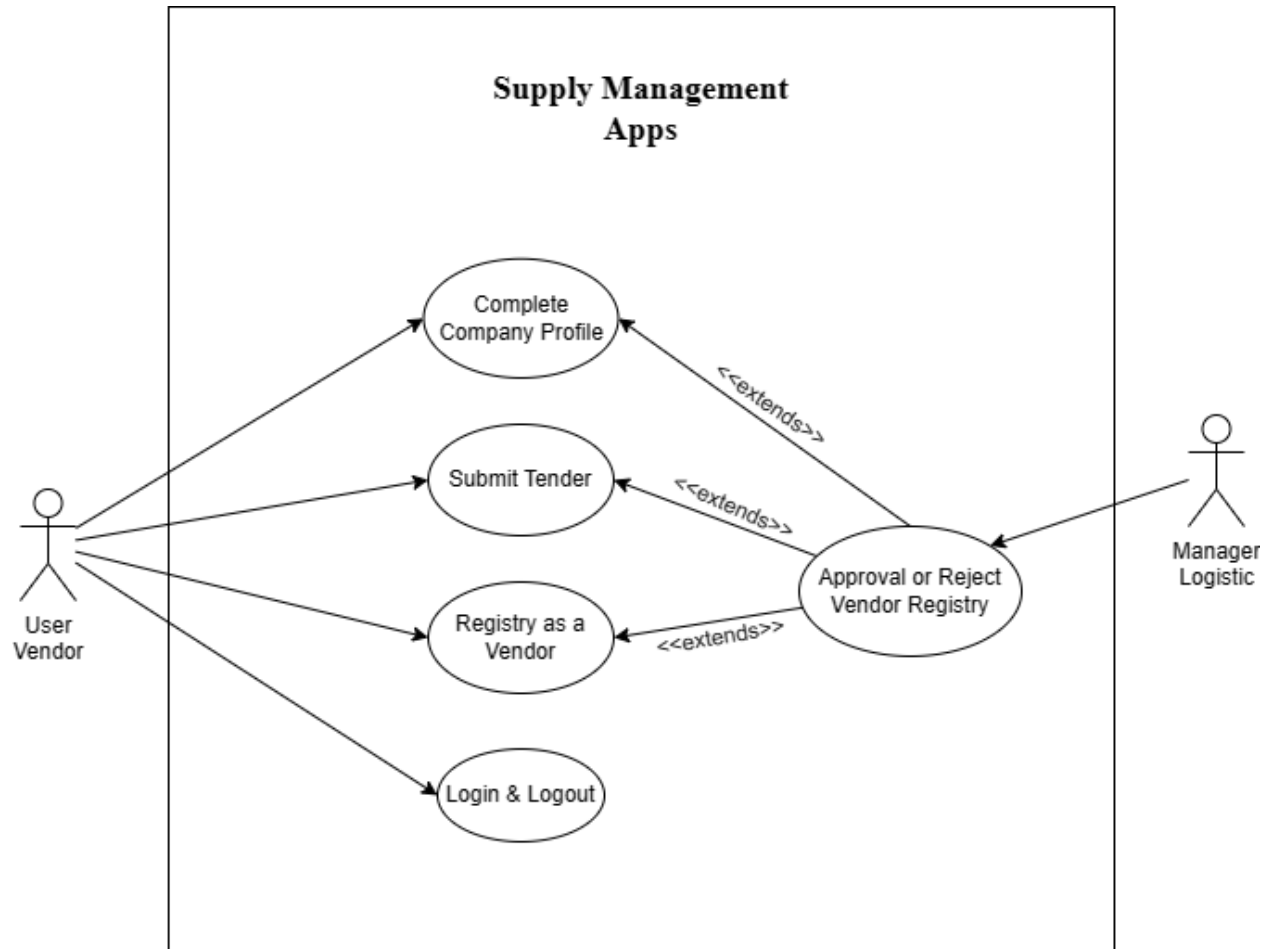 Supply Management
Apps
Complete
Company Profile
<<extends>>
Submit Tender
<<extends>>
Approval or Reject
Vendor Registry
Manager
Logistic
User
Vendor
Registry as a
Vendor
<<extends>>
Login & Logout